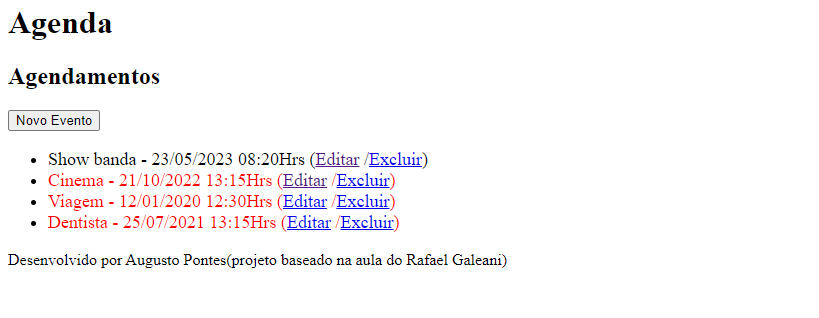 Agenda
Agendamentos
Novo Evento
Show banda - 23/05/2023 08:20Hrs (Editar /Excluir)
Cinema - 21/10/2022 13:15Hrs (Editar /Excluir)
Viagem - 12/01/2020 12:30Hrs (Editar /Excluir)
Dentista - 25/07/2021 13:15Hrs (Editar /Excluir)
Desenvolvido por Augusto Pontes(projeto baseado na aula do Rafael Galeani)